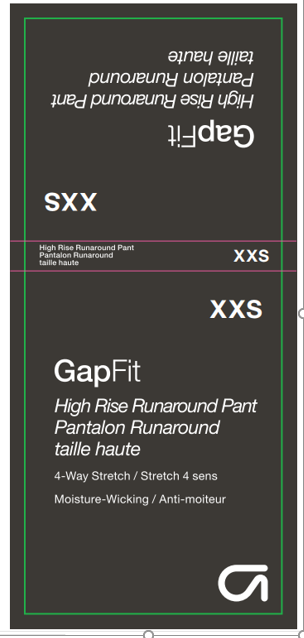 High Rise Runaround Pant
Pantalon Runaround
taille haute
GapFit
XXS
High Rise Runaround Pant
Pantalon Runaround
taille haute
XXS
XXS
GapFit
High Rise Runaround Pant
Pantalon Runaround
taille haute
4-Way Stretch / Stretch 4 sens
Moisture-Wicking / Anti-moiteur